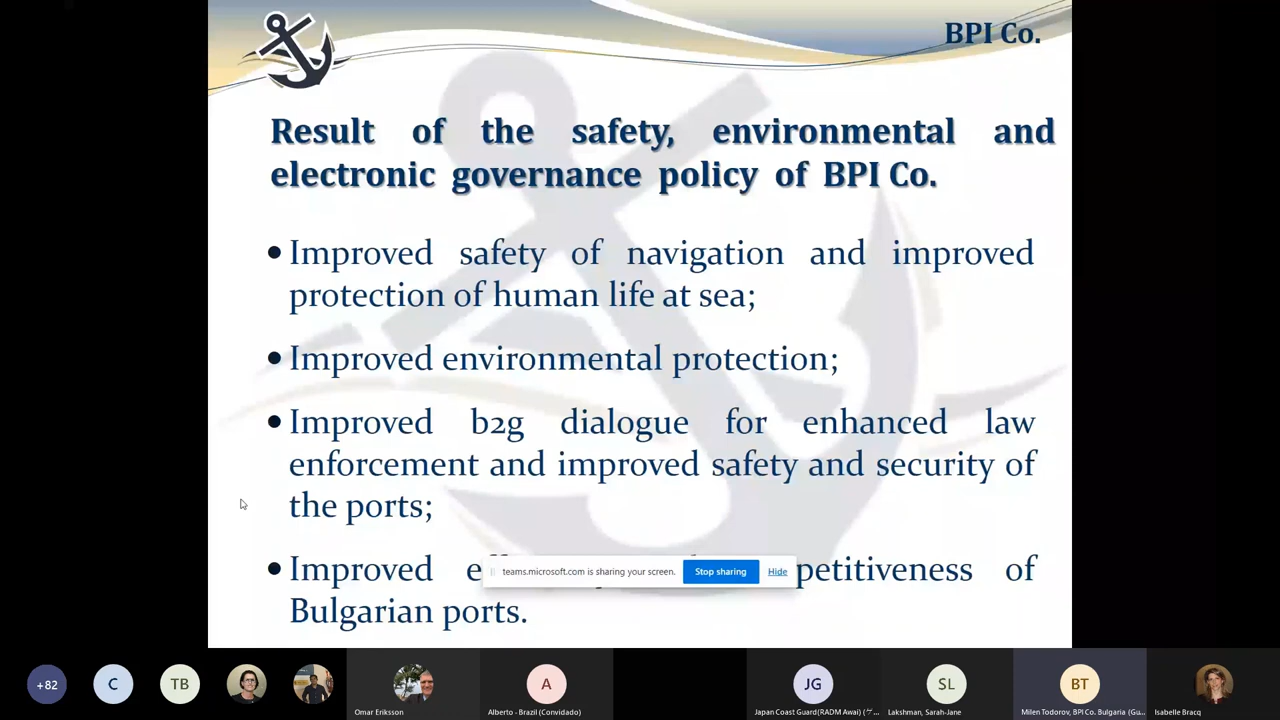 BPI Co.
Result of the safety, environmental and
electronic governance policy of BPI Co.
• Improved safety of navigation and improved
protection of human life at sea;
• Improved environmental protection;
• Improved b2g dialogue for enhanced law
enforcement and improved safety and security of
the ports;
• Improved of
Bulgarian ports.
teams.microsoft.com is sharing your screen. Stop sharing Hide
+82 C TB A JG SL BT
Omar Eriksson Alberto - Brazil (Convidado) Japan Coast Guard(RADM Awai) (ゲ... Lakshman, Sarah-Jane Milen Todorov, BPI Co. Bulgaria (Gu... Isabelle Bracq